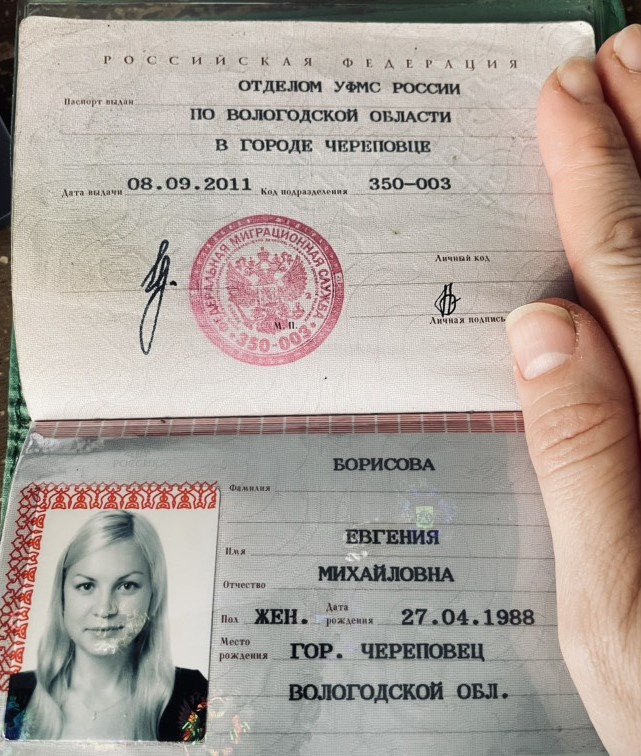 РОССИЙСКАЯ ФЕДЕРАЦИЯ
Паспорт выдан ОТДЕЛОМ УФМС РОССИИ
ПО ВОЛОГОДСКОЙ ОБЛАСТИ
В ГОРОДЕ ЧЕРЕПОВЦЕ
Дата выдачи 08.09.2011 Код подразделения 350-003
ФЕДЕРАЛЬНАЯ МИГРАЦИОННАЯ СЛУЖБА
350-003
Личный код
М. П.
Личная подпись
БОРИСОВА
Фамилия
ЕВГЕНИЯ
Имя
МИХАЙЛОВНА
Отчество
Пол ЖЕН. Дата рождения 27.04.1988
Место рождения ГОР. ЧЕРЕПОВЕЦ
ВОЛОГОДСКОЙ ОБЛ.